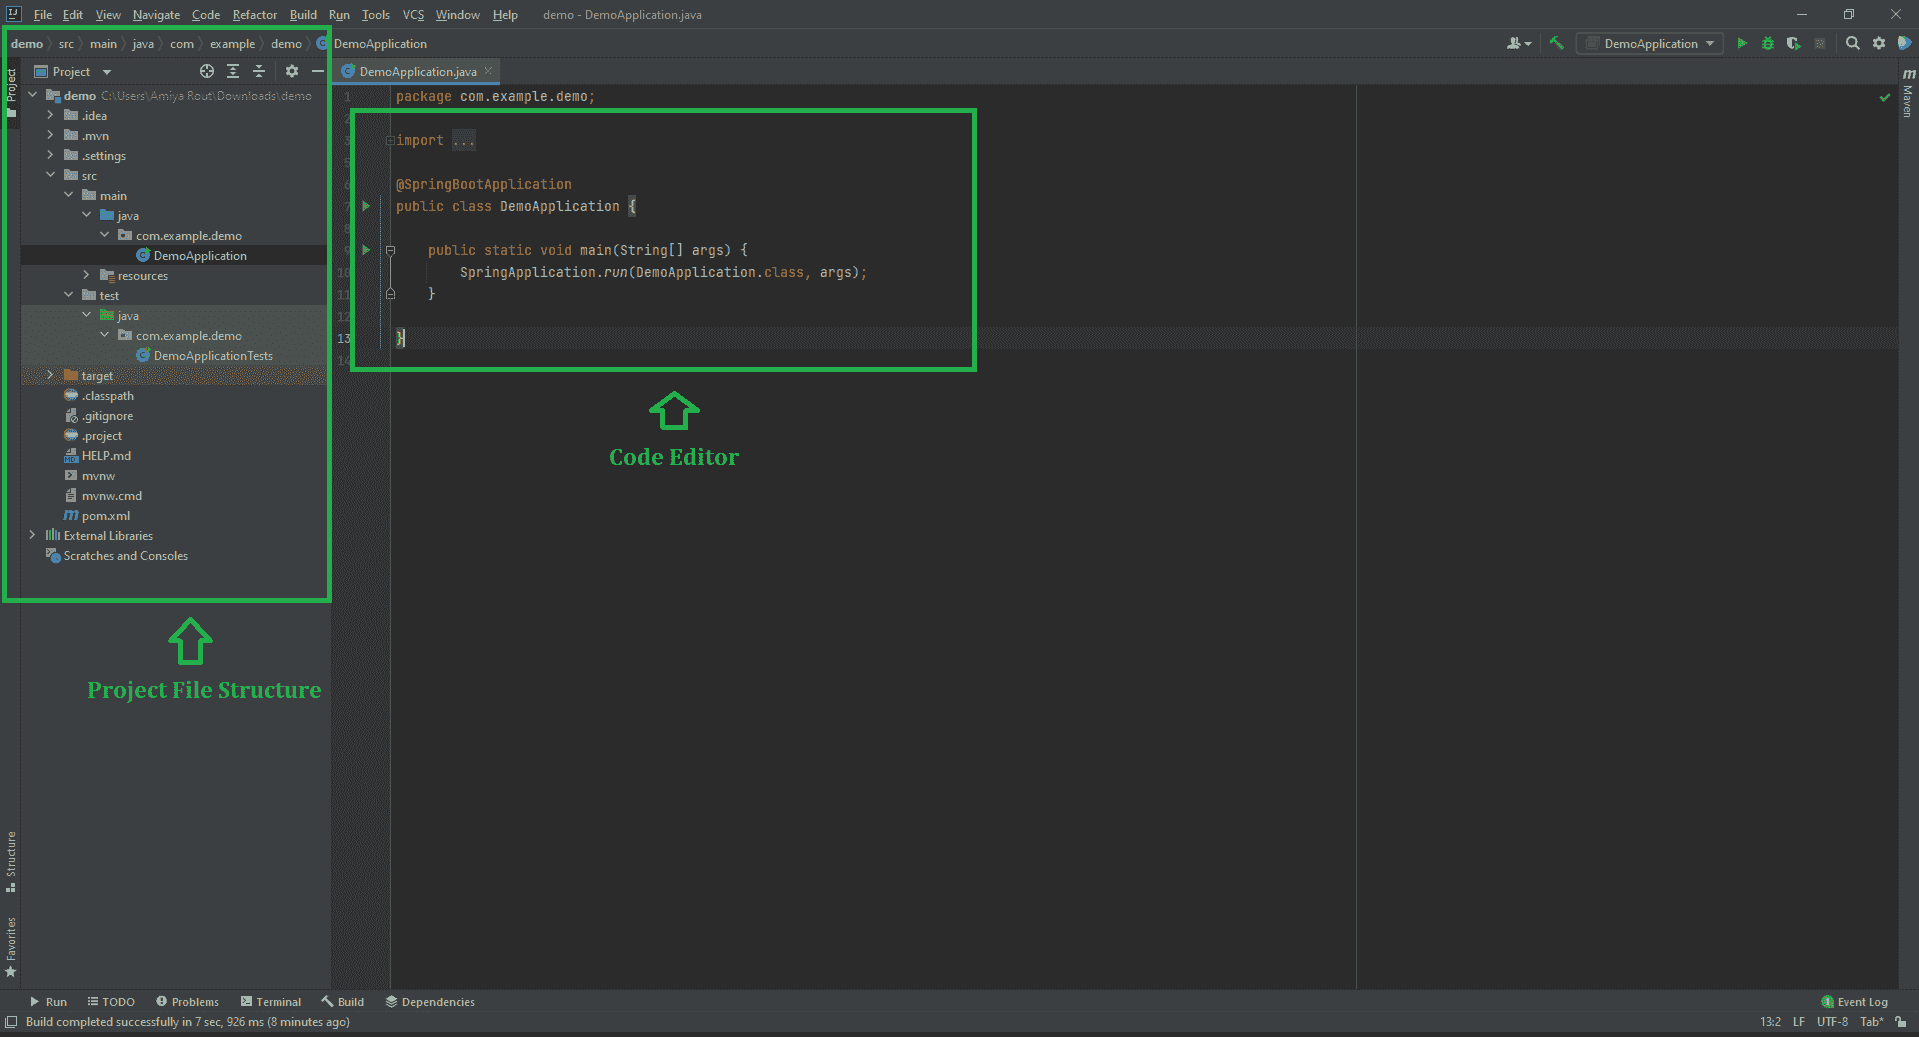 File Edit View Navigate Code Refactor Build Run Tools VCS Window Help demo - DemoApplication.java
demo src main java com example demo DemoApplication
DemoApplication
Project
DemoApplication.java
Project
Structure
Favorites
m
Maven
demo C:\Users\Amiya Rout\Downloads\demo
.idea
.mvn
.settings
src
main
java
com.example.demo
DemoApplication
resources
test
java
com.example.demo
DemoApplicationTests
target
.classpath
.gitignore
.project
HELP.md
mvnw
mvnw.cmd
pom.xml
External Libraries
Scratches and Consoles
Project File Structure
1 package com.example.demo;
2
3 import ...
5
6 @SpringBootApplication
7 public class DemoApplication {
8
9 public static void main(String[] args) {
10 SpringApplication.run(DemoApplication.class, args);
11 }
12
13 }
14
Code Editor
Run TODO Problems Terminal Build Dependencies Event Log
Build completed successfully in 7 sec, 926 ms (8 minutes ago) 13:2 LF UTF-8 Tab*